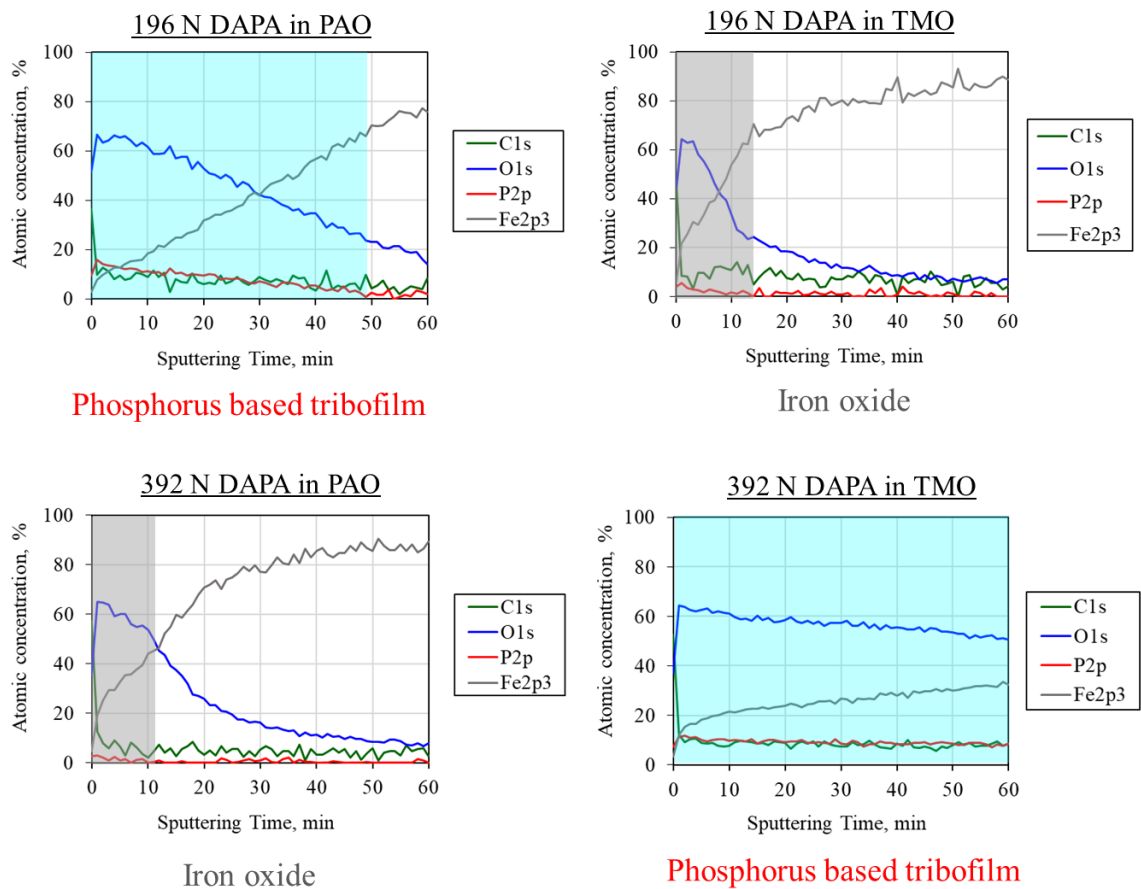 196 N DAPA in PAO
Atomic concentration, %
100
80
60
40
20
0
0 10 20 30 40 50 60
Sputtering Time, min
C1s
O1s
P2p
Fe2p3
Phosphorus based tribofilm
196 N DAPA in TMO
Atomic concentration, %
100
80
60
40
20
0
0 10 20 30 40 50 60
Sputtering Time, min
C1s
O1s
P2p
Fe2p3
Iron oxide
392 N DAPA in PAO
Atomic concentration, %
100
80
60
40
20
0
0 10 20 30 40 50 60
Sputtering Time, min
C1s
O1s
P2p
Fe2p3
Iron oxide
392 N DAPA in TMO
Atomic concentration, %
100
80
60
40
20
0
0 10 20 30 40 50 60
Sputtering Time, min
C1s
O1s
P2p
Fe2p3
Phosphorus based tribofilm